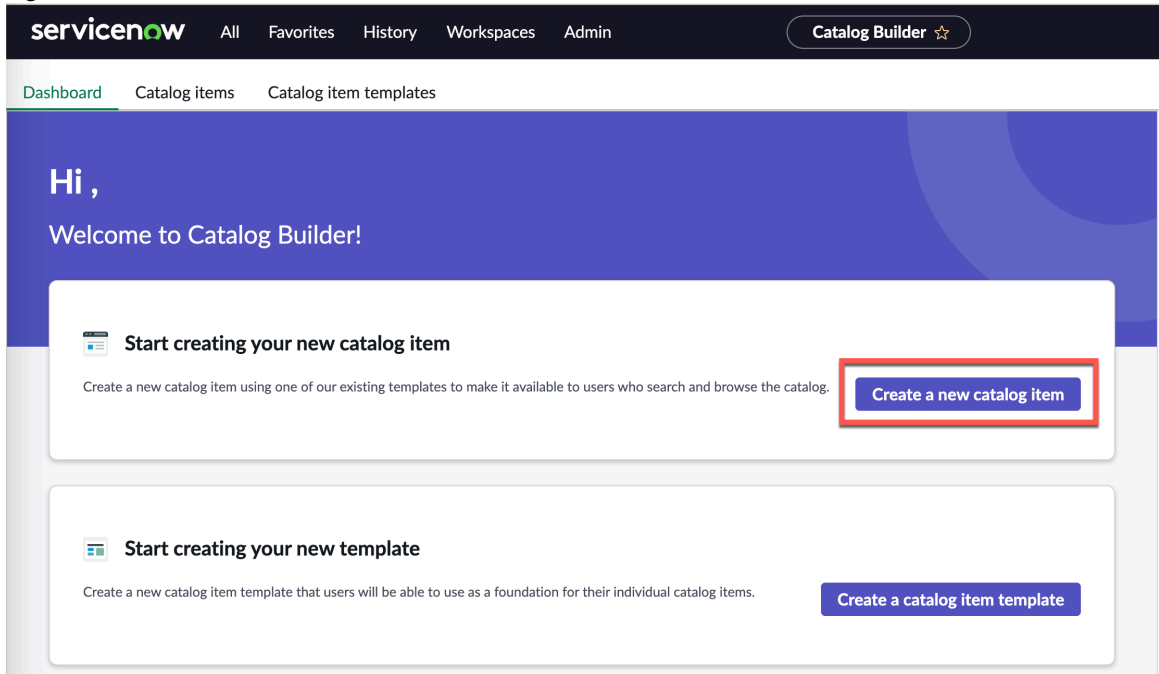 servicenow All Favorites History Workspaces Admin Catalog Builder
Dashboard Catalog items Catalog item templates
Hi ,
Welcome to Catalog Builder!
Start creating your new catalog item
Create a new catalog item using one of our existing templates to make it available to users who search and browse the catalog.
Create a new catalog item
Start creating your new template
Create a new catalog item template that users will be able to use as a foundation for their individual catalog items.
Create a catalog item template